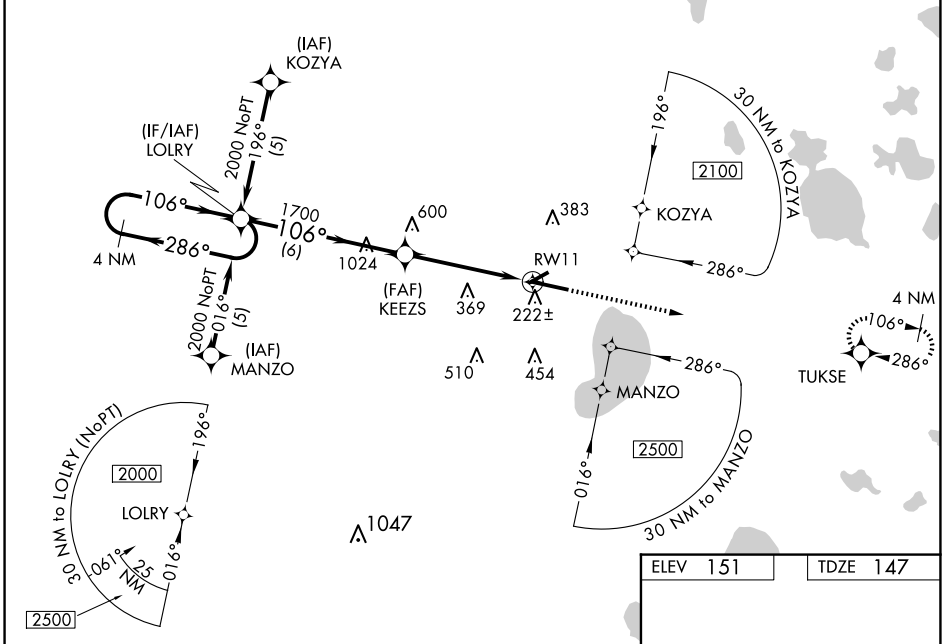 (IAF)
KOZYA
2000 NoPT
196°
(5)
(IF/IAF)
LOLRY
106°
286°
4 NM
1700
106°
(6)
1024
600
(FAF)
KEEZS
369
383
RW11
222±
510
454
2000 NoPT
016°
(5)
(IAF)
MANZO
30 NM to KOZYA
196°
2100
KOZYA
286°
4 NM
106°
286°
TUKSE
286°
MANZO
2500
016°
30 NM to MANZO
30 NM to LOLRY (NoPT)
196°
2000
LOLRY
016°
061°
25
NM
2500
1047
ELEV 151
TDZE 147